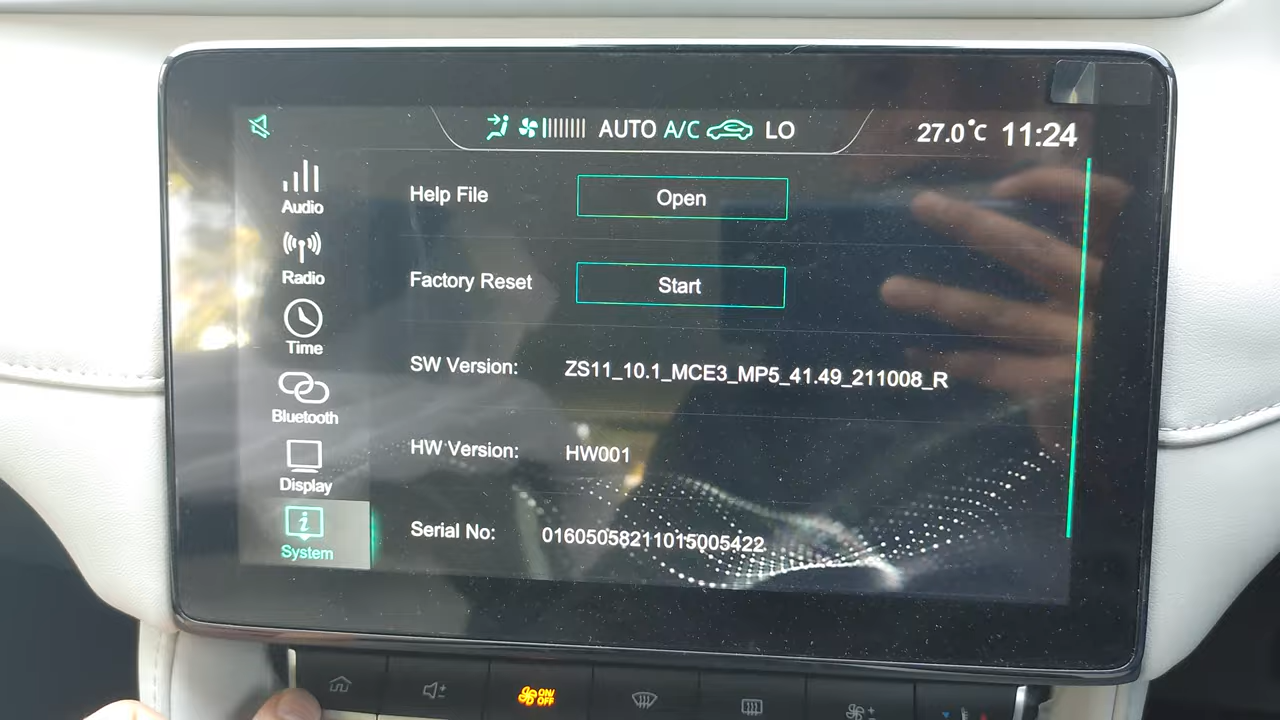 AUTO A/C LO
27.0°C 11:24
Audio
Radio
Time
Bluetooth
Display
System
Help File Open
Factory Reset Start
SW Version: ZS11_10.1_MCE3_MP5_41.49_211008_R
HW Version: HW001
Serial No: 01605058211015005422
ON/
OFF